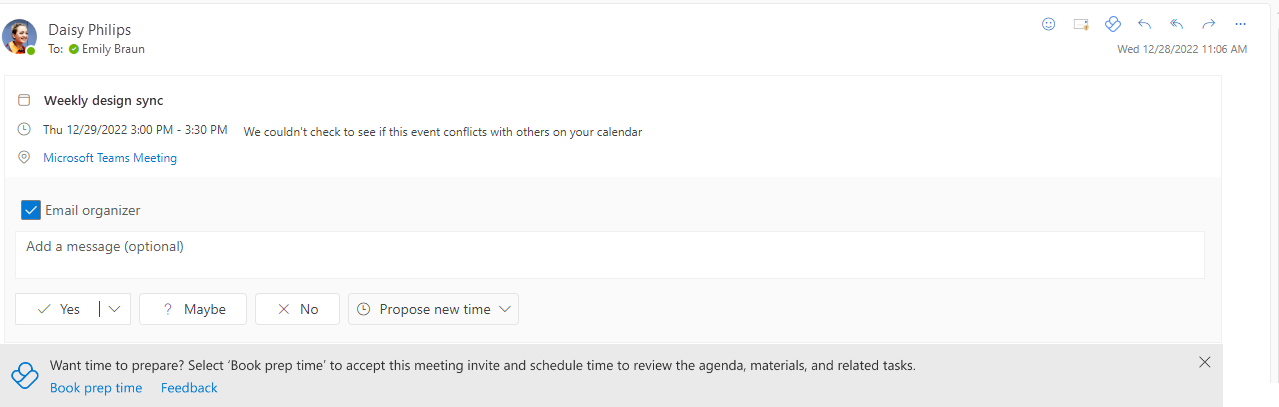 Daisy Philips
To: Emily Braun
Wed 12/28/2022 11:06 AM
Weekly design sync
Thu 12/29/2022 3:00 PM - 3:30 PM We couldn't check to see if this event conflicts with others on your calendar
Microsoft Teams Meeting
Email organizer
Add a message (optional)
Yes Maybe No Propose new time
Want time to prepare? Select ‘Book prep time’ to accept this meeting invite and schedule time to review the agenda, materials, and related tasks.
Book prep time Feedback